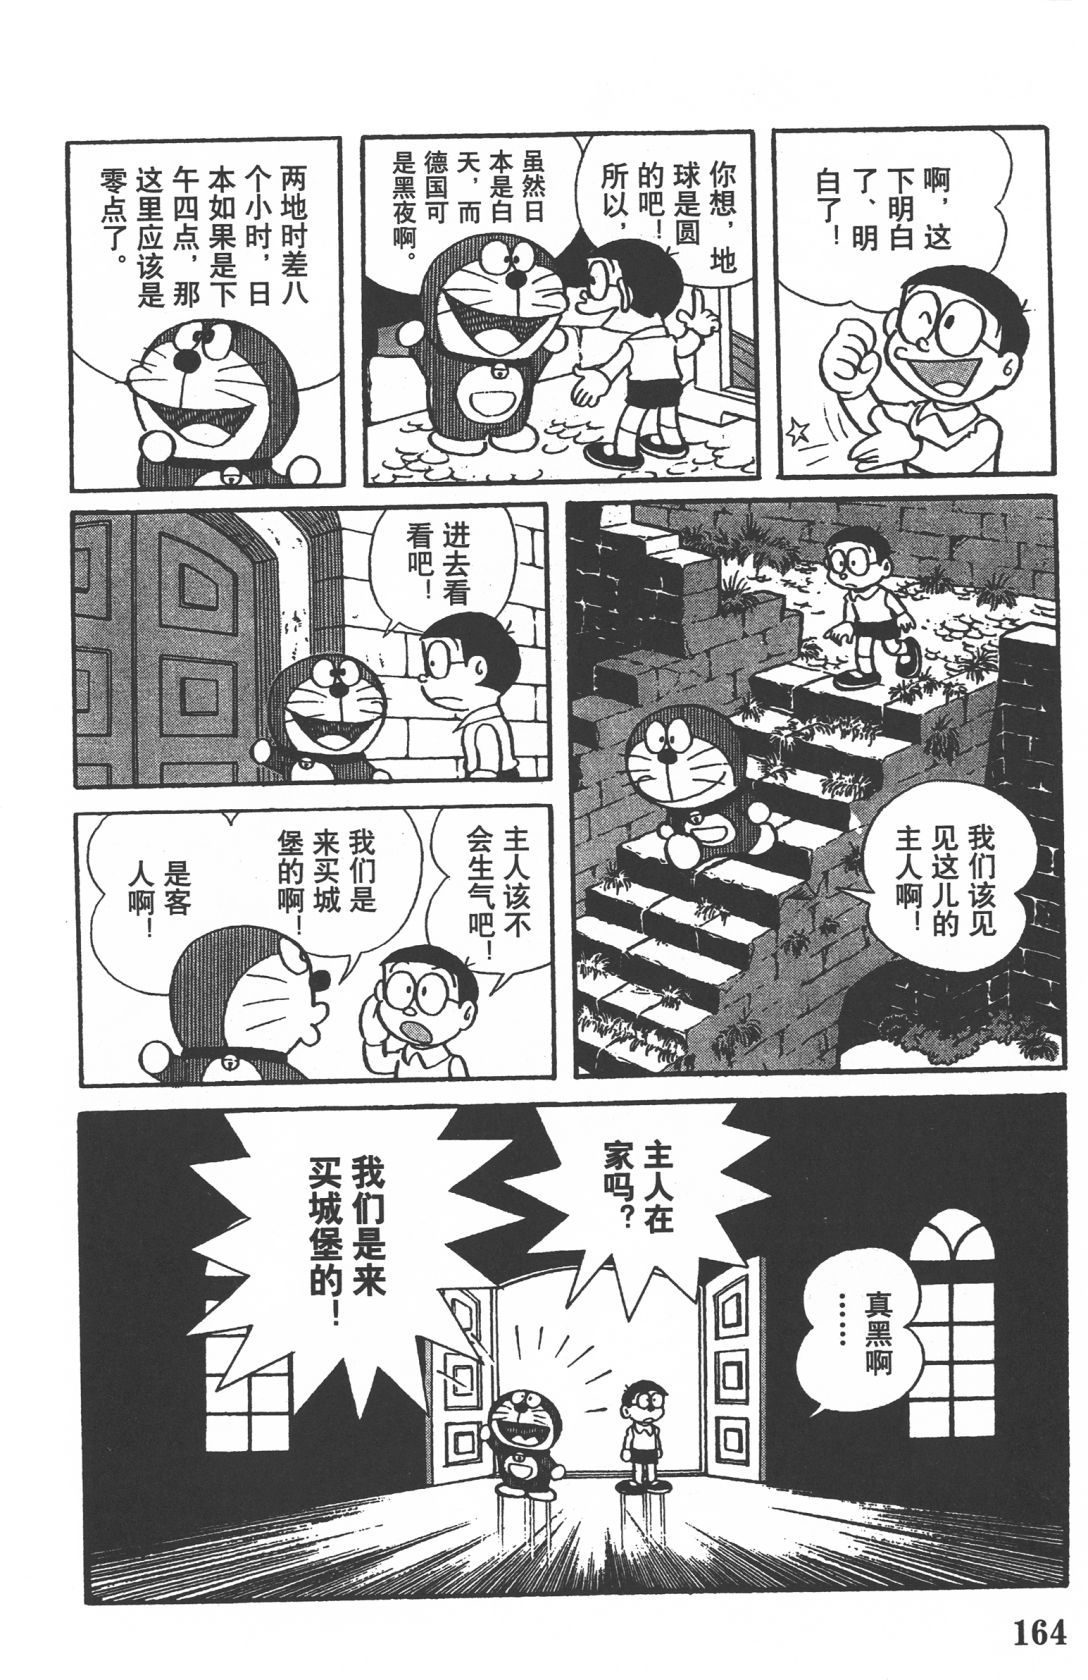 啊，这
下明白
了、明
白了！
你想，地
球是圆
的吧！
所以，
虽然日
本是白
天，而
德国可
是黑夜啊。
两地时差八
个小时，日
本如果是下
午四点，那
这里应该是
零点了。
我们该见
见这儿的
主人啊！
进去看
看吧！
主人该不
会生气吧！
我们是
来买城
堡的啊！
是客
人啊！
主人在
家吗？
我们是来
买城堡的！
真黑啊
……
164